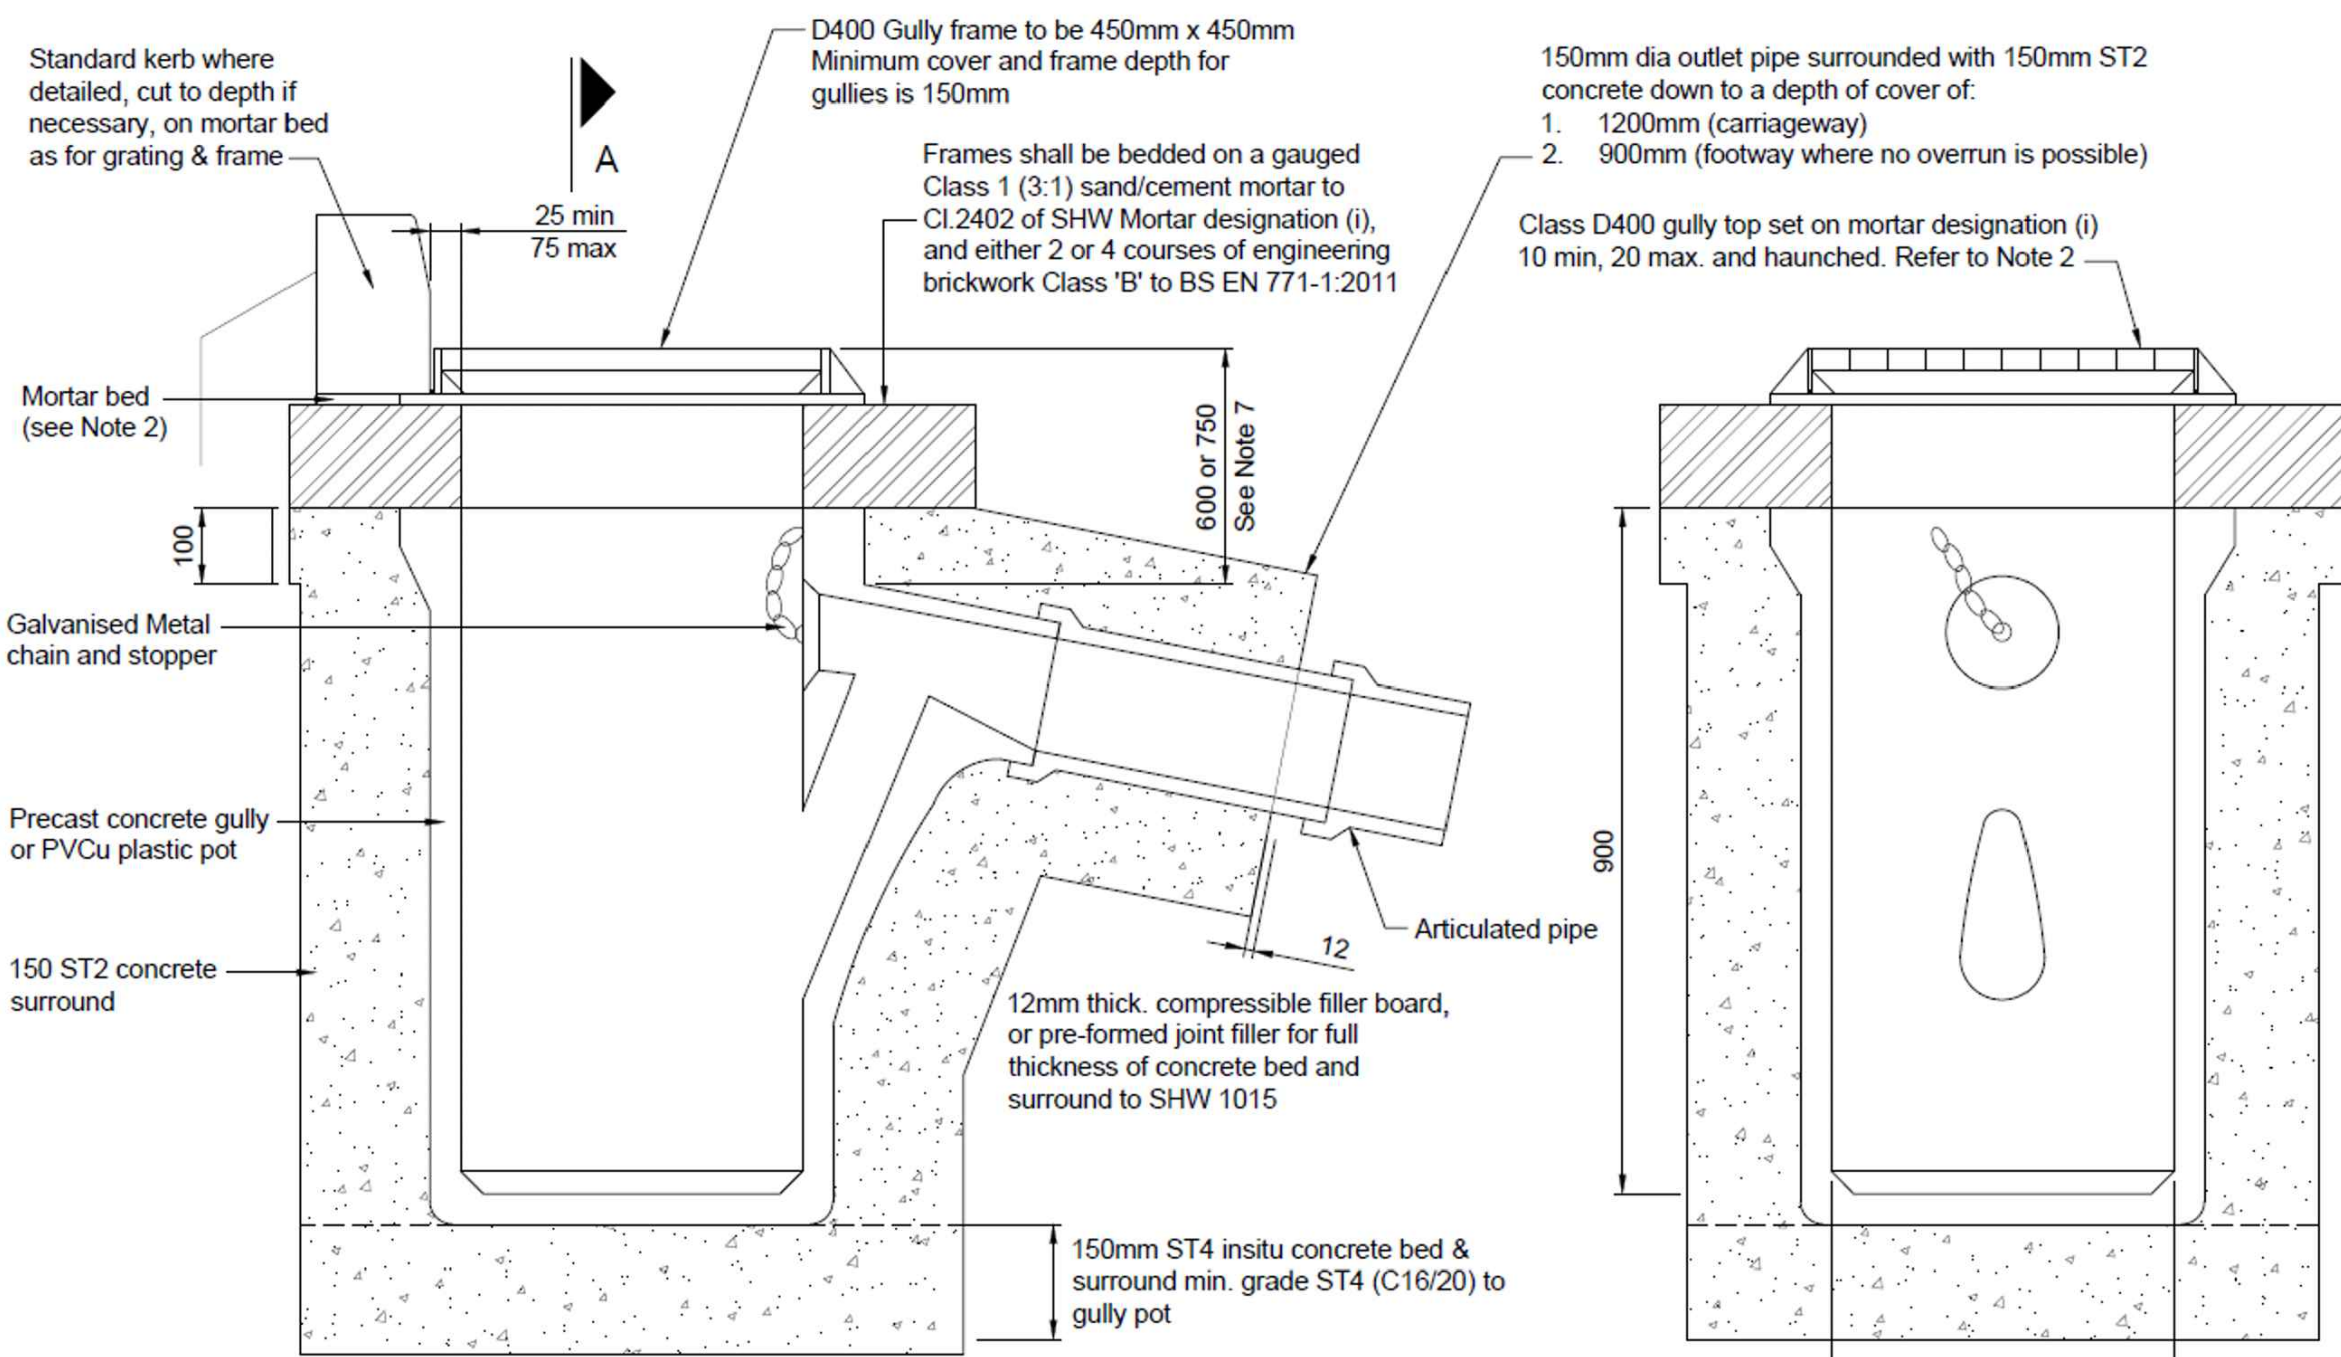 Standard kerb where
detailed, cut to depth if
necessary, on mortar bed
as for grating & frame
A
25 min
75 max
D400 Gully frame to be 450mm x 450mm
Minimum cover and frame depth for
gullies is 150mm
Frames shall be bedded on a gauged
Class 1 (3:1) sand/cement mortar to
Cl.2402 of SHW Mortar designation (i),
and either 2 or 4 courses of engineering
brickwork Class 'B' to BS EN 771-1:2011
150mm dia outlet pipe surrounded with 150mm ST2
concrete down to a depth of cover of:
1. 1200mm (carriageway)
2. 900mm (footway where no overrun is possible)
Class D400 gully top set on mortar designation (i)
10 min, 20 max. and haunched. Refer to Note 2
Mortar bed
(see Note 2)
600 or 750
See Note 7
100
Galvanised Metal
chain and stopper
Precast concrete gully
or PVCu plastic pot
900
150 ST2 concrete
surround
Articulated pipe
12
12mm thick. compressible filler board,
or pre-formed joint filler for full
thickness of concrete bed and
surround to SHW 1015
150mm ST4 insitu concrete bed &
surround min. grade ST4 (C16/20) to
gully pot